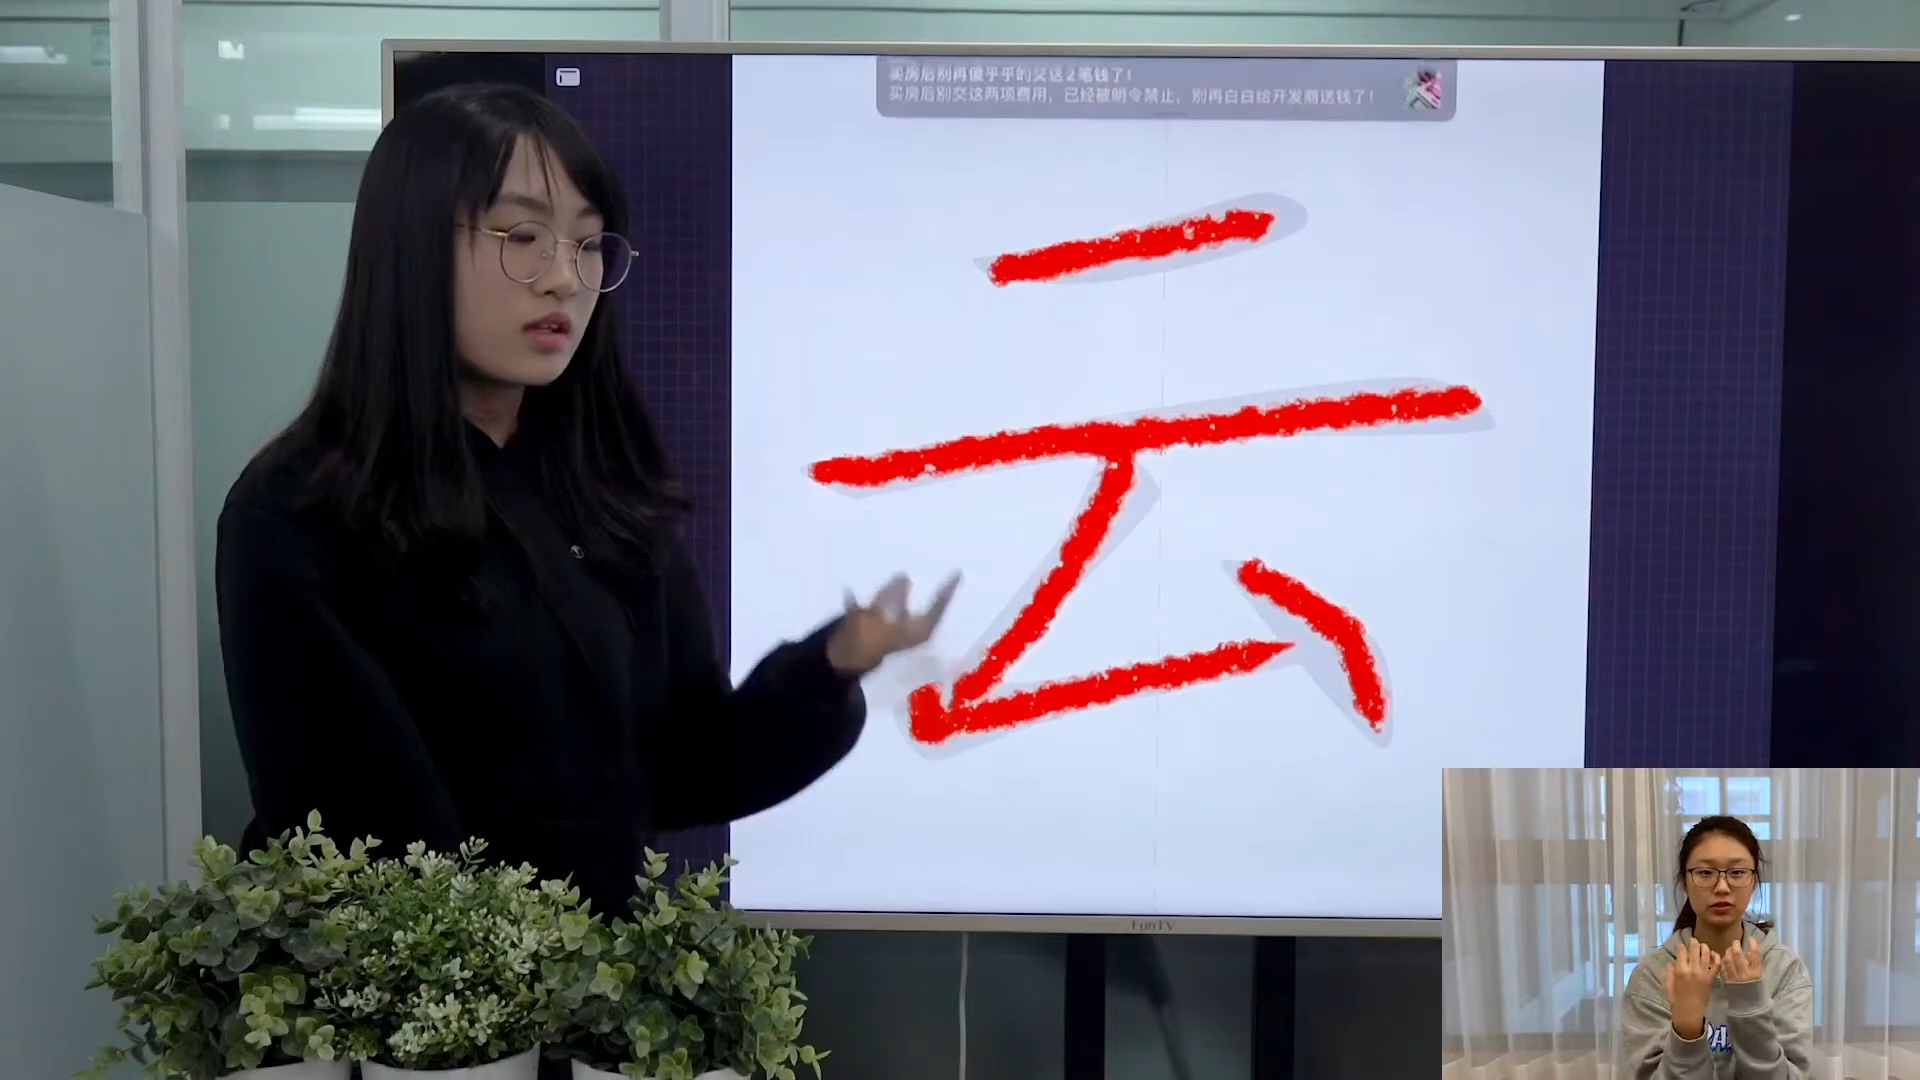 买房后别再傻乎乎的交这2笔钱了！
买房后别交这两项费用，已经被明令禁止，别再白白给开发商送钱了！
云
FunTV